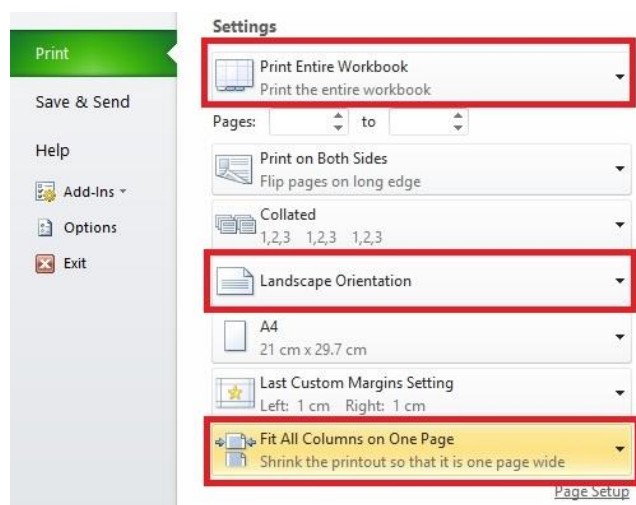 Settings
Print
Print Entire Workbook
Print the entire workbook
Save & Send
Pages: to
Help
Print on Both Sides
Flip pages on long edge
Add-Ins
Collated
1,2,3 1,2,3 1,2,3
Options
Exit
Landscape Orientation
A4
21 cm x 29.7 cm
Last Custom Margins Setting
Left: 1 cm Right: 1 cm
Fit All Columns on One Page
Shrink the printout so that it is one page wide
Page Setup